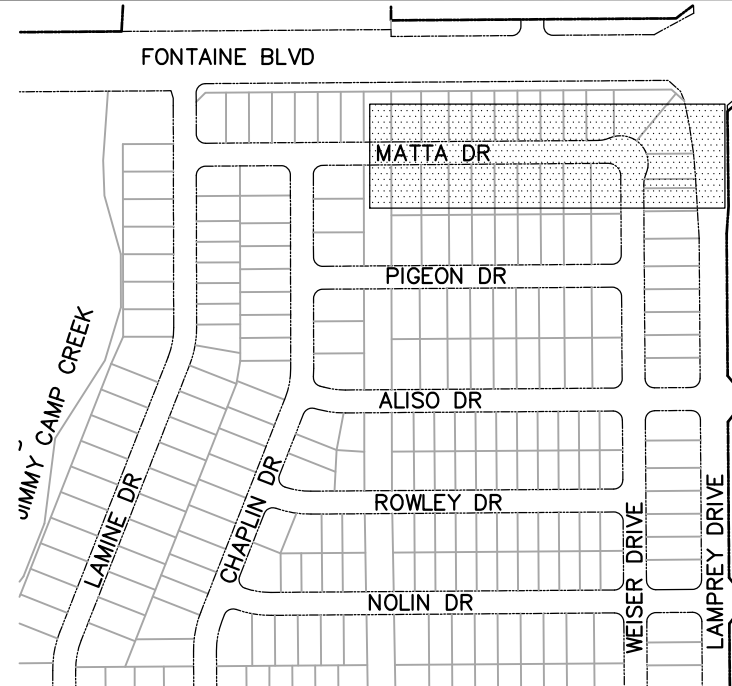 FONTAINE BLVD
MATTA DR
PIGEON DR
JIMMY CAMP CREEK
ALISO DR
LAMINE DR
CHAPLIN DR
ROWLEY DR
WEISER DRIVE
LAMPREY DRIVE
NOLIN DR